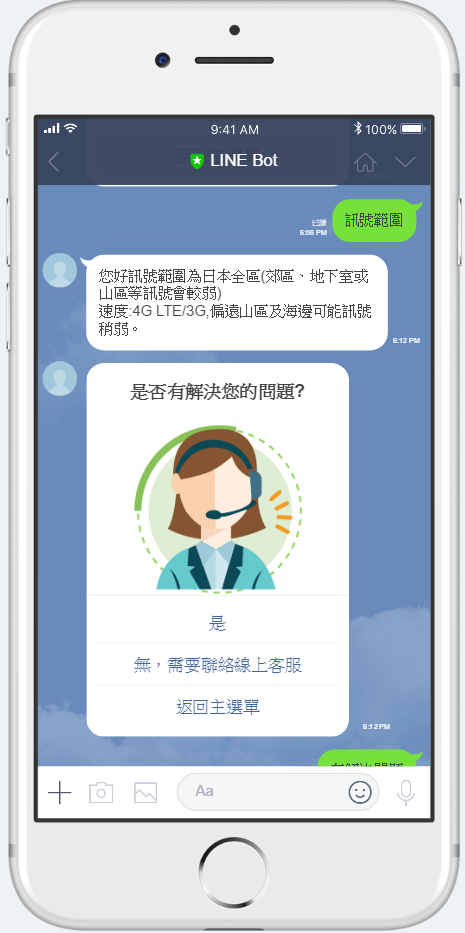 9:41 AM
100%
LINE Bot
已讀
6:06 PM
訊號範圍
您好訊號範圍為日本全區(郊區、地下室或
山區等訊號會較弱)
速度:4G LTE/3G,偏遠山區及海邊可能訊號
稍弱。
6:12 PM
是否有解決您的問題?
是
無，需要聯絡線上客服
返回主選單
6:12 PM
Aa